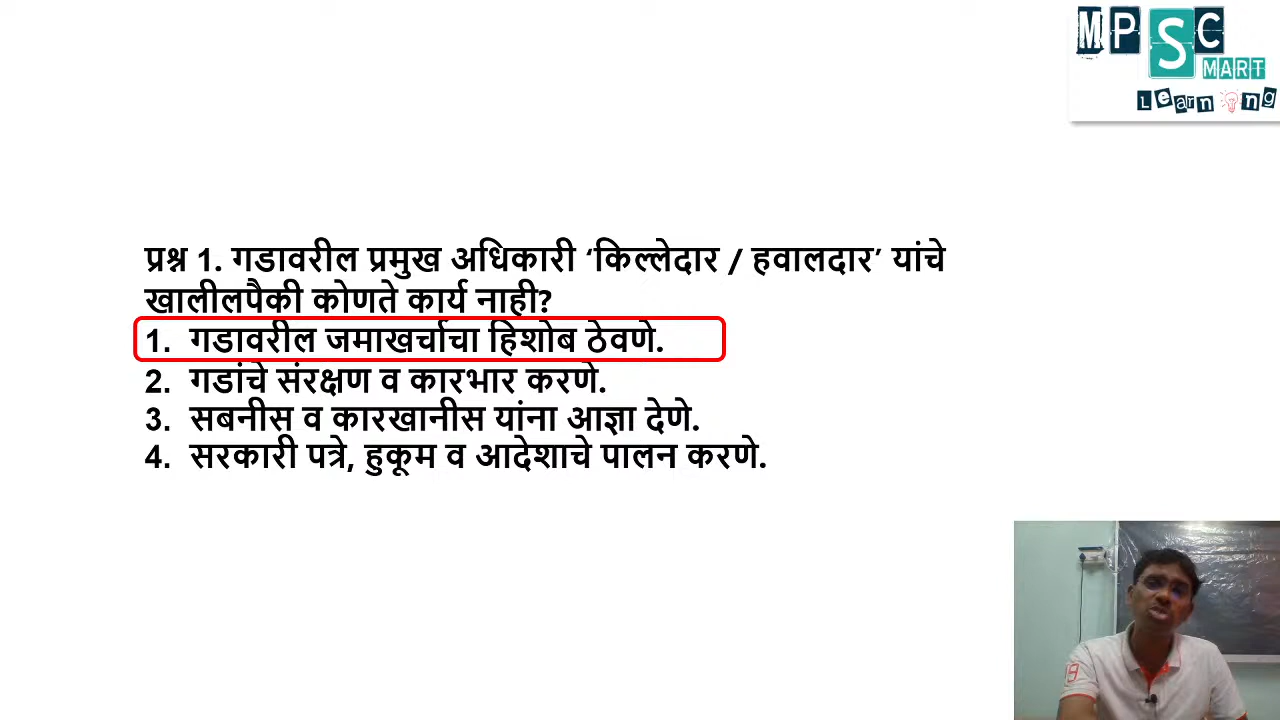 MPSC
SMART
Learning
प्रश्न 1. गडावरील प्रमुख अधिकारी ‘किल्लेदार / हवालदार’ यांचे
खालीलपैकी कोणते कार्य नाही?
1. गडावरील जमाखर्चाचा हिशोब ठेवणे.
2. गडांचे संरक्षण व कारभार करणे.
3. सबनीस व कारखानीस यांना आज्ञा देणे.
4. सरकारी पत्रे, हुकूम व आदेशाचे पालन करणे.